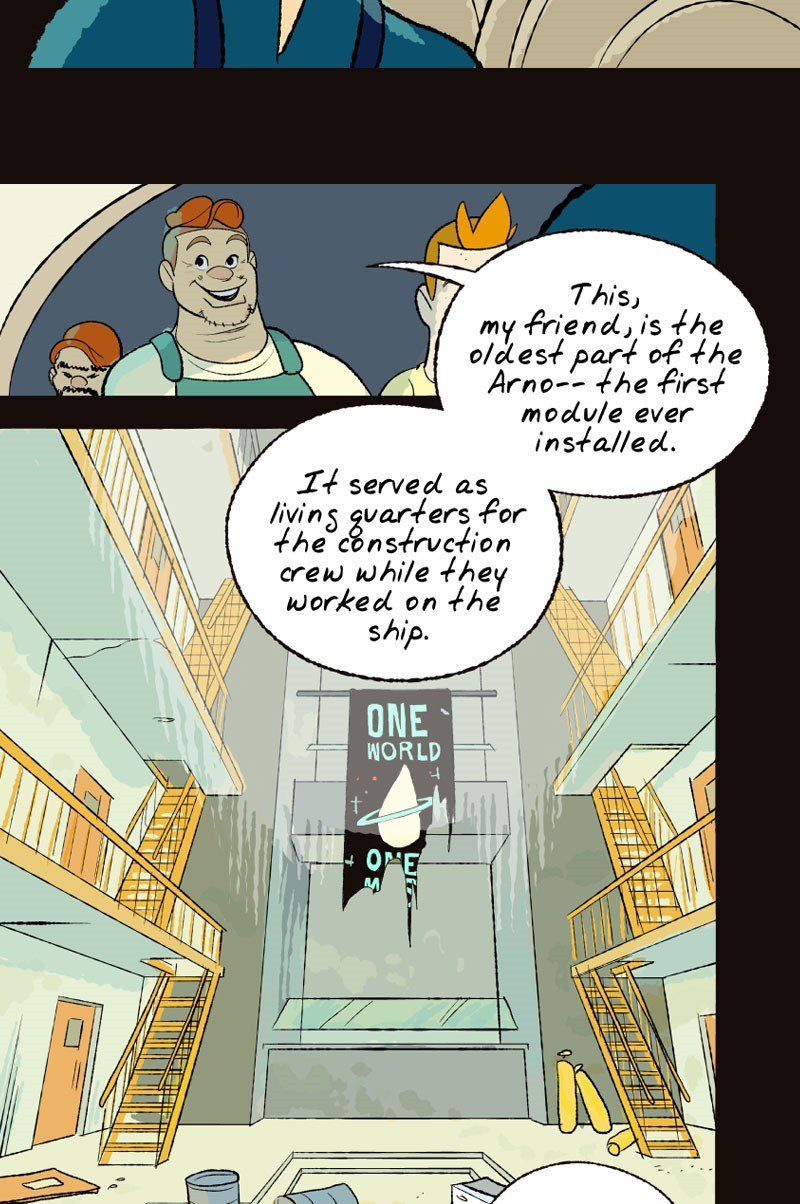 This,
my friend, is the
oldest part of the
Arno-- the first
module ever
installed.
It served as
living quarters for
the construction
crew while they
worked on the
ship.
ONE
WORLD
ONE